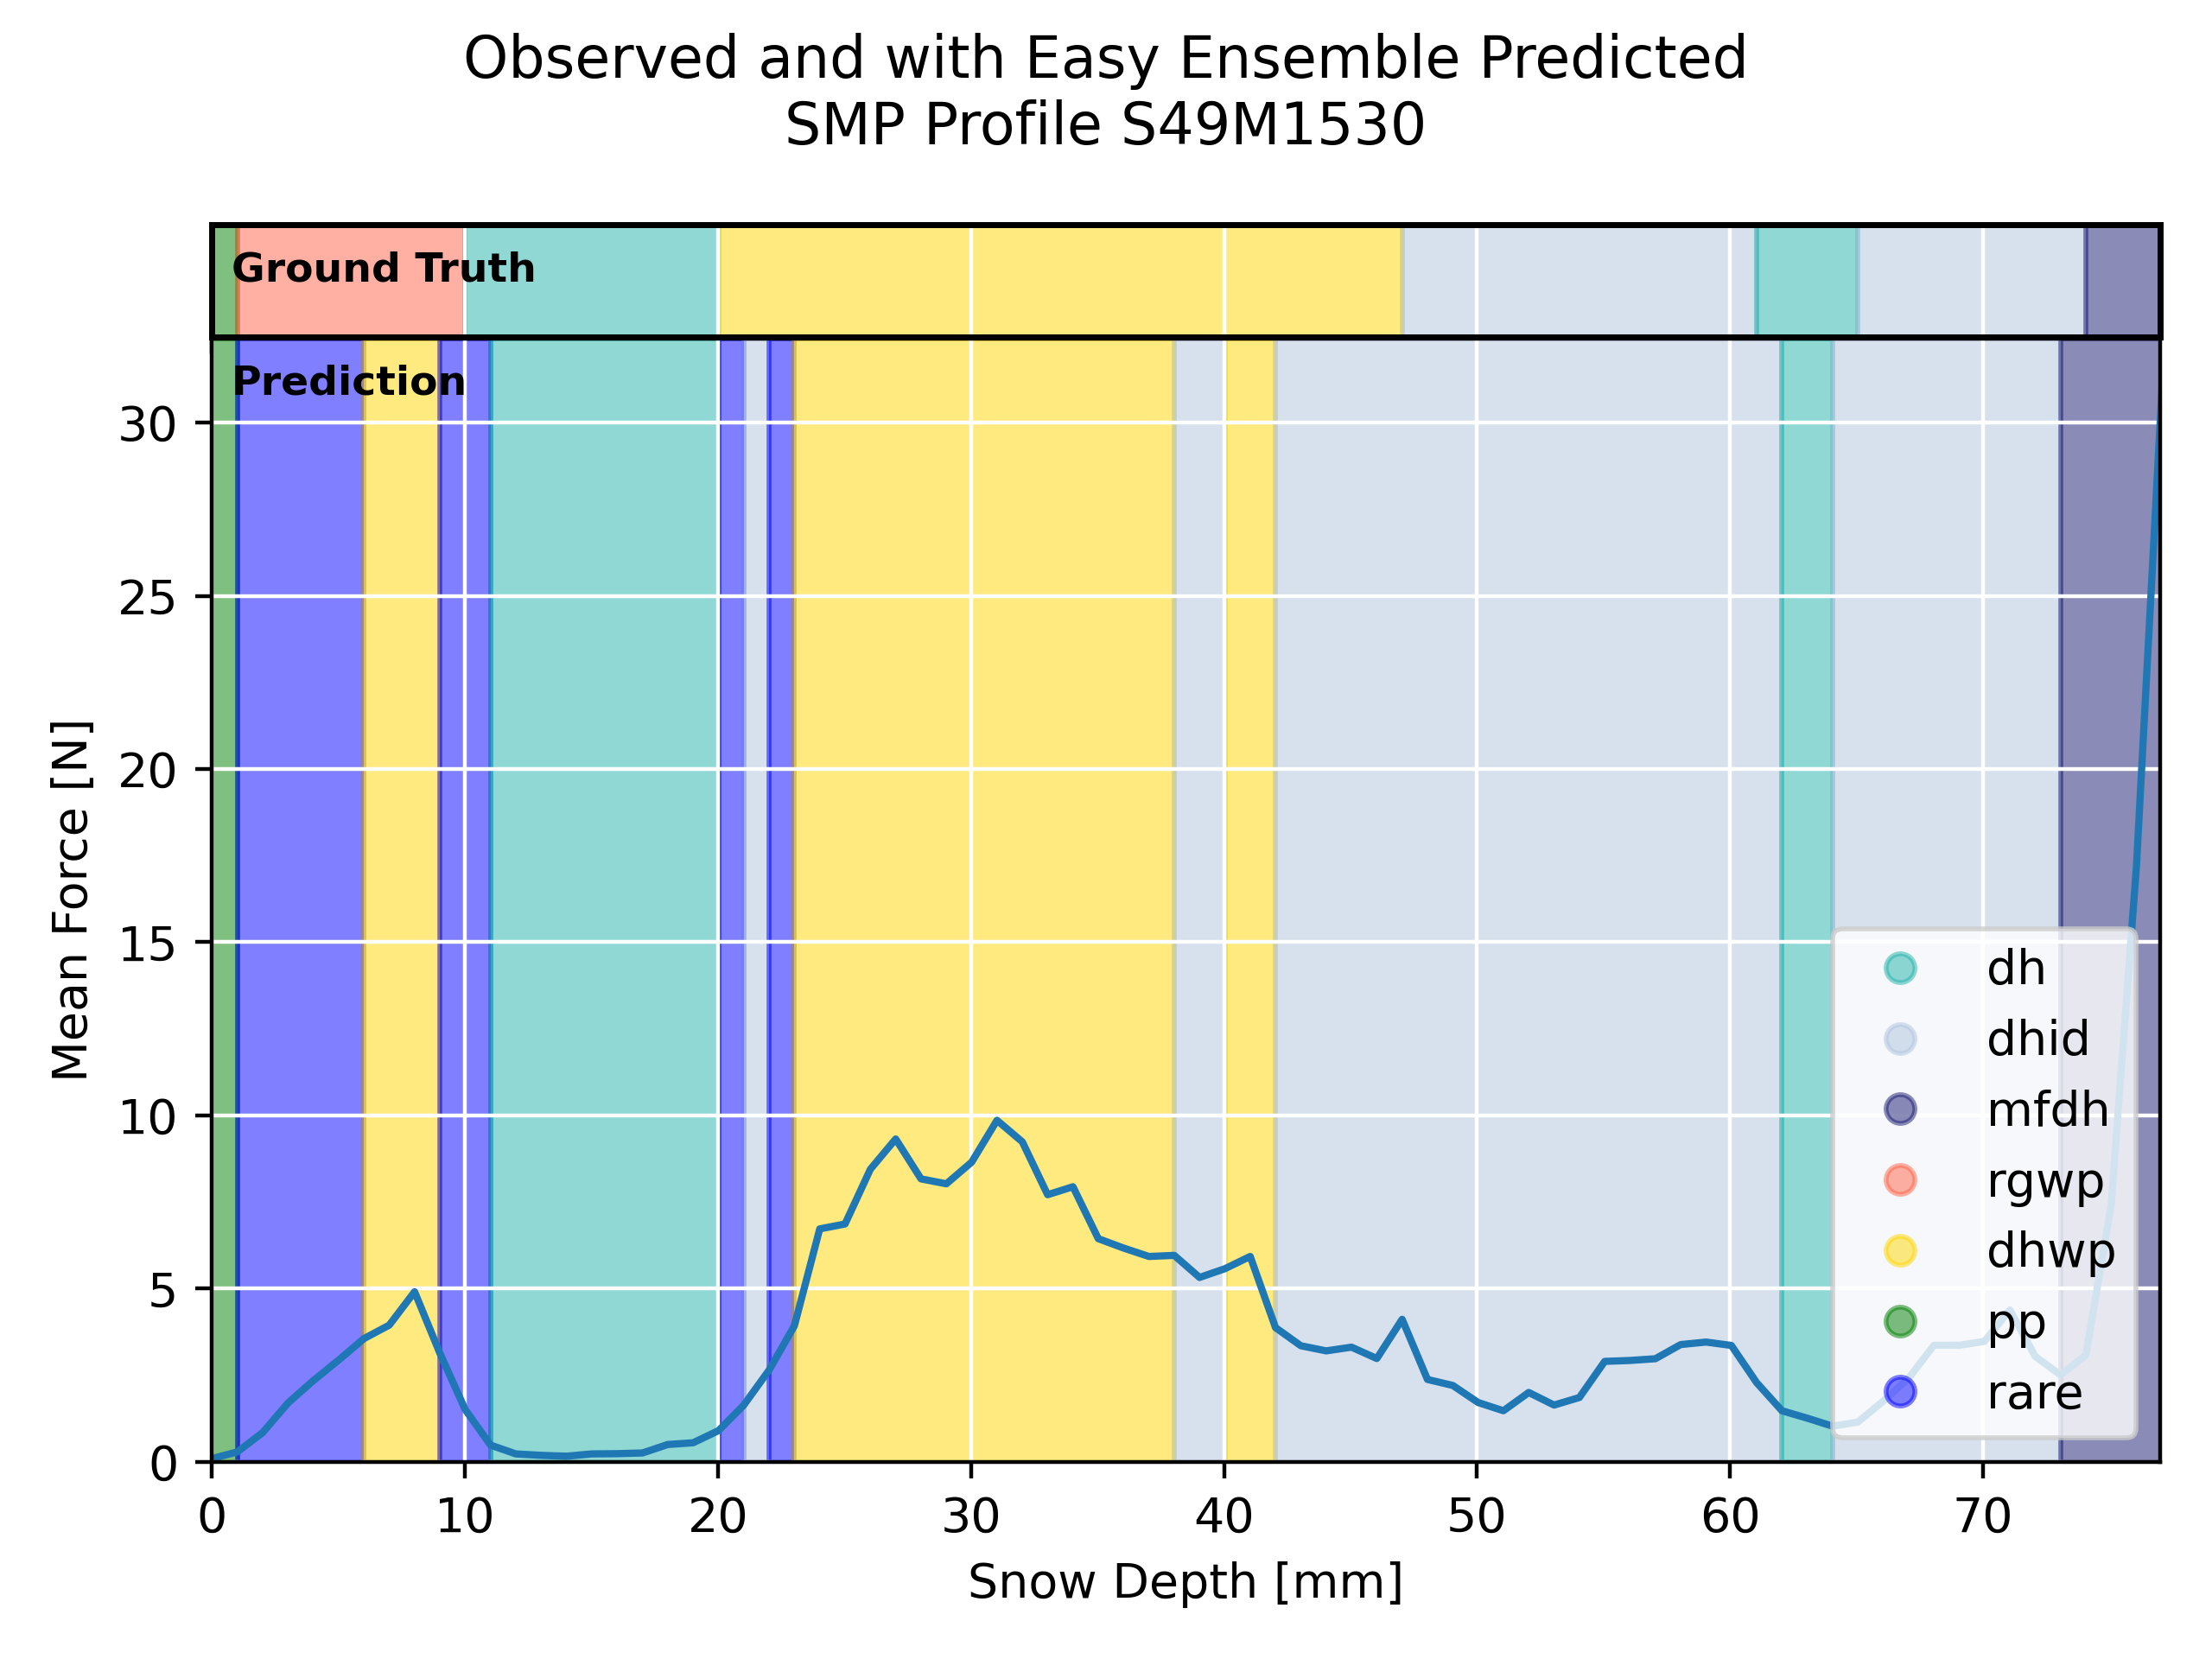 Observed and with Easy Ensemble Predicted
SMP Profile S49M1530
Ground Truth
Prediction
30
25
20
15
10
5
0
Mean Force [N]
dh
dhid
mfdh
rgwp
dhwp
pp
rare
0 10 20 30 40 50 60 70
Snow Depth [mm]